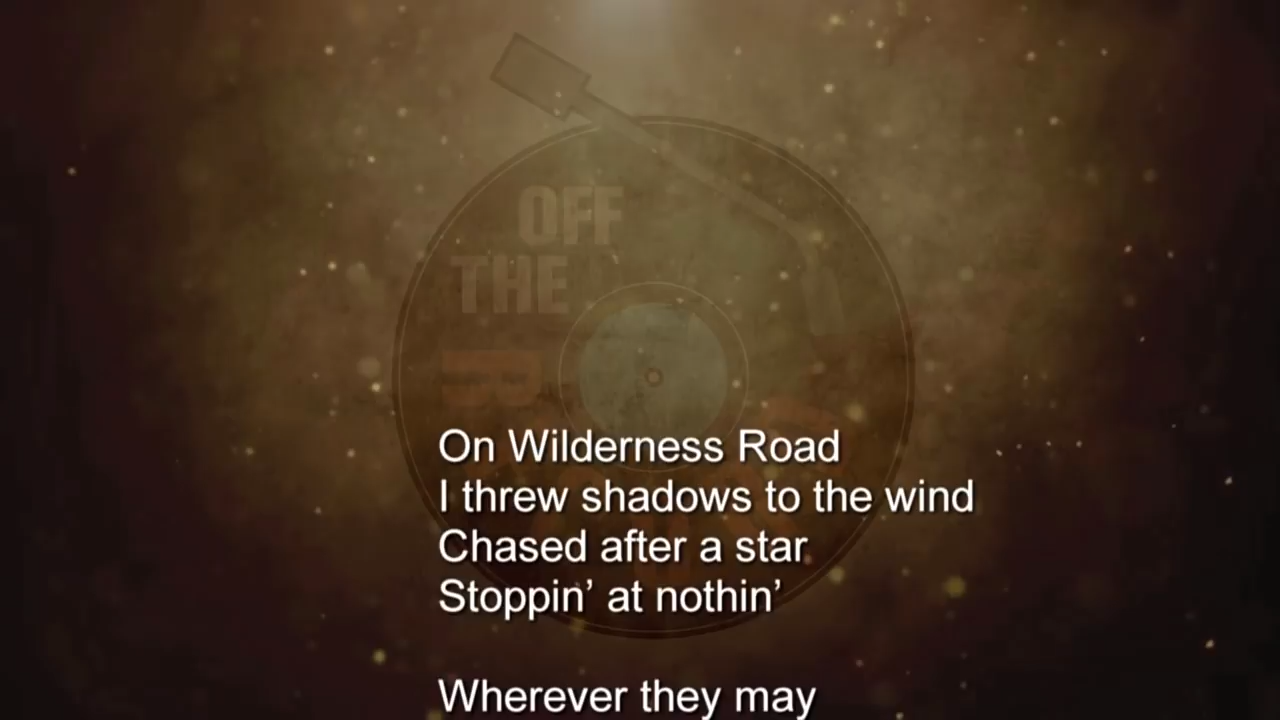 OFF
THE
On Wilderness Road
I threw shadows to the wind
Chased after a star
Stoppin’ at nothin’
Wherever they may